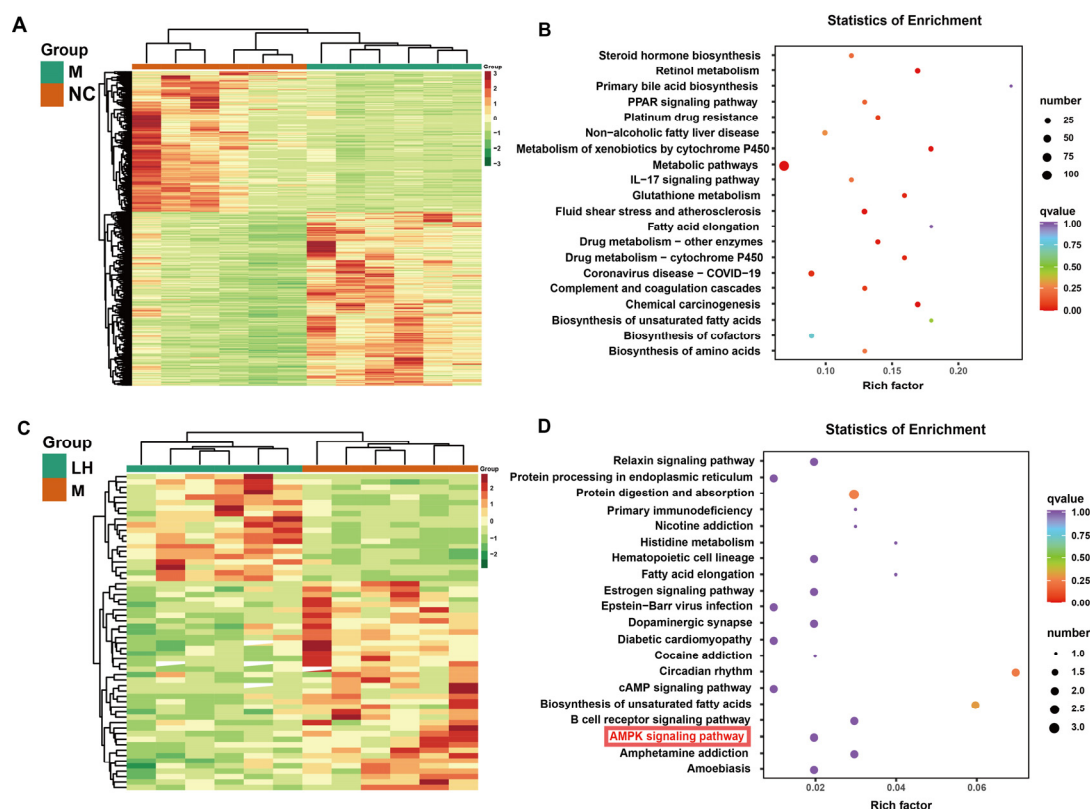 A
Group
M
NC
3
2
1
0
−1
−2
−3
B
Statistics of Enrichment
Steroid hormone biosynthesis
Retinol metabolism
Primary bile acid biosynthesis
PPAR signaling pathway
Platinum drug resistance
Non−alcoholic fatty liver disease
Metabolism of xenobiotics by cytochrome P450
Metabolic pathways
IL−17 signaling pathway
Glutathione metabolism
Fluid shear stress and atherosclerosis
Fatty acid elongation
Drug metabolism − other enzymes
Drug metabolism − cytochrome P450
Coronavirus disease − COVID−19
Complement and coagulation cascades
Chemical carcinogenesis
Biosynthesis of unsaturated fatty acids
Biosynthesis of cofactors
Biosynthesis of amino acids
0.10 0.20
Rich factor
number
25
50
75
100
qvalue
1.00
0.75
0.50
0.25
0.00
C
Group
LH
M
Group
2
1
0
−1
−2
D
Statistics of Enrichment
Relaxin signaling pathway
Protein processing in endoplasmic reticulum
Protein digestion and absorption
Primary immunodeficiency
Nicotine addiction
Histidine metabolism
Hematopoietic cell lineage
Fatty acid elongation
Estrogen signaling pathway
Epstein−Barr virus infection
Dopaminergic synapse
Diabetic cardiomyopathy
Cocaine addiction
Circadian rhythm
cAMP signaling pathway
Biosynthesis of unsaturated fatty acids
B cell receptor signaling pathway
AMPK signaling pathway
Amphetamine addiction
Amoebiasis
0.02 0.04 0.06
Rich factor
qvalue
1.00
0.75
0.50
0.25
0.00
number
1.0
1.5
2.0
2.5
3.0